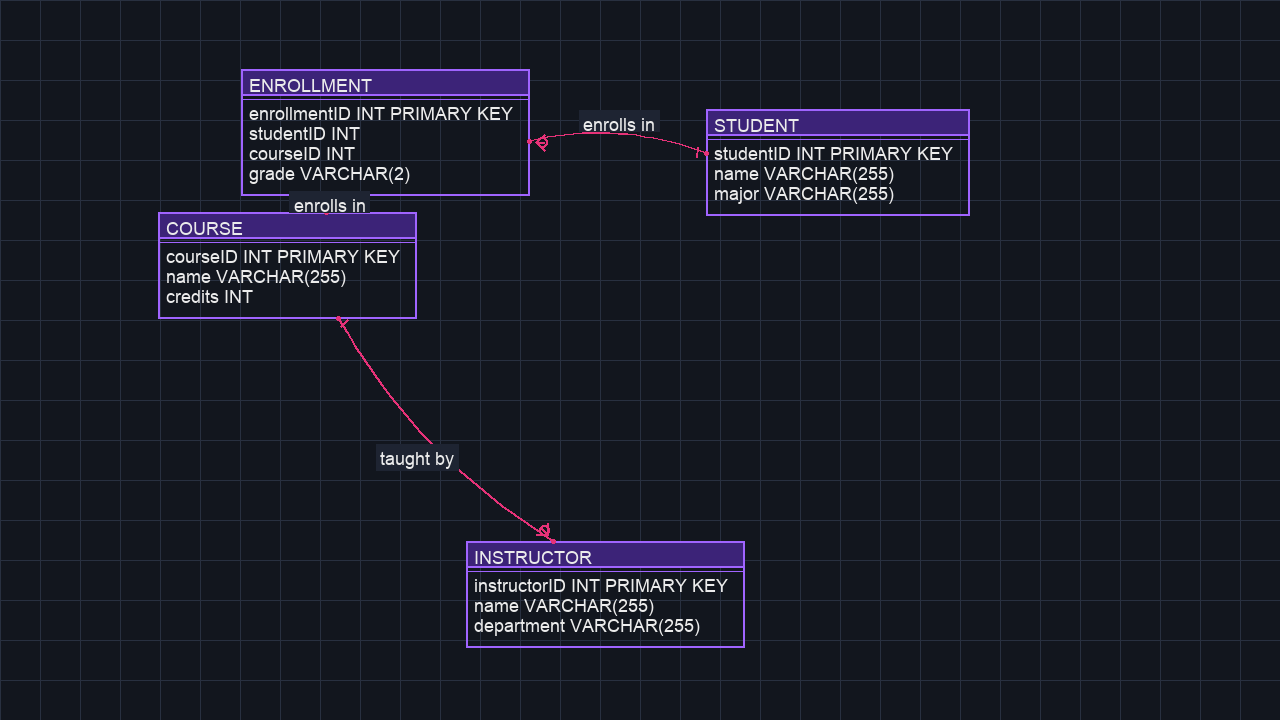 ENROLLMENT
enrollmentID INT PRIMARY KEY
studentID INT
courseID INT
grade VARCHAR(2)
enrolls in
STUDENT
studentID INT PRIMARY KEY
name VARCHAR(255)
major VARCHAR(255)
enrolls in
COURSE
courseID INT PRIMARY KEY
name VARCHAR(255)
credits INT
taught by
INSTRUCTOR
instructorID INT PRIMARY KEY
name VARCHAR(255)
department VARCHAR(255)